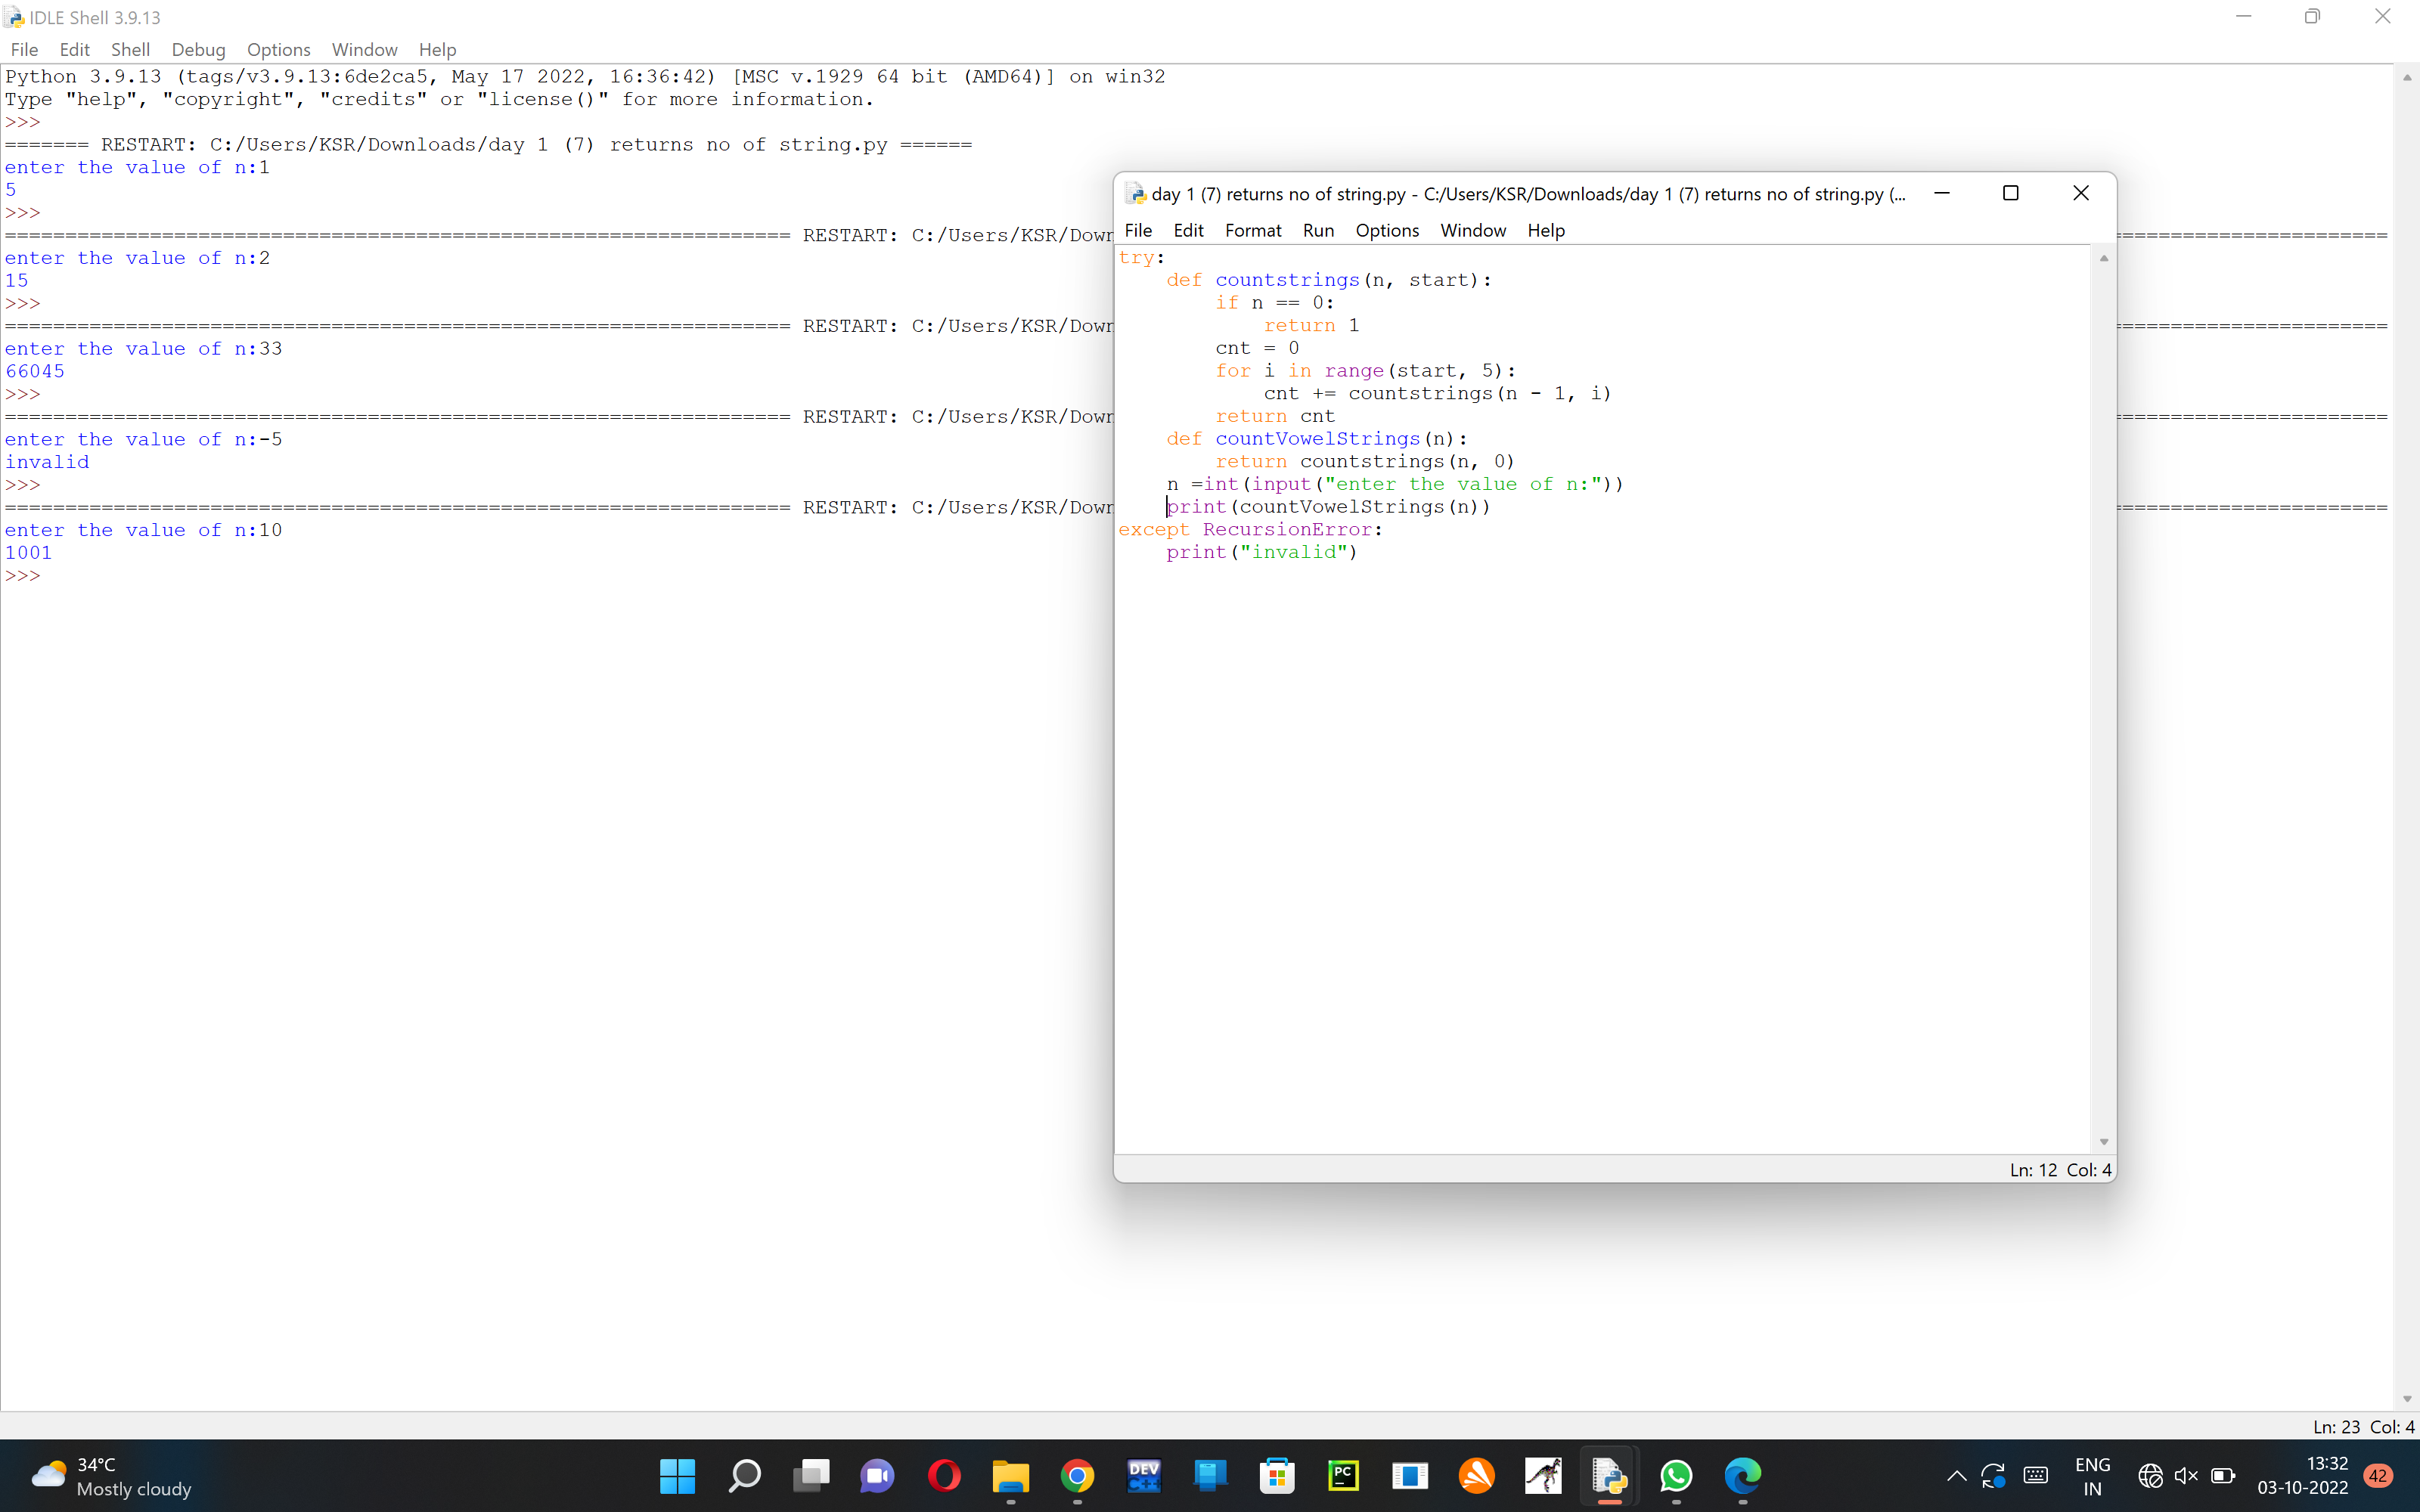 IDLE Shell 3.9.13
File Edit Shell Debug Options Window Help
Python 3.9.13 (tags/v3.9.13:6de2ca5, May 17 2022, 16:36:42) [MSC v.1929 64 bit (AMD64)] on win32
Type "help", "copyright", "credits" or "license()" for more information.
>>>
======= RESTART: C:/Users/KSR/Downloads/day 1 (7) returns no of string.py ======
enter the value of n:1
5
>>>
================================================================= RESTART: C:/Users/KSR/Down
enter the value of n:2
15
>>>
================================================================= RESTART: C:/Users/KSR/Down
enter the value of n:33
66045
>>>
================================================================= RESTART: C:/Users/KSR/Down
enter the value of n:-5
invalid
>>>
================================================================= RESTART: C:/Users/KSR/Down
enter the value of n:10
1001
>>>
day 1 (7) returns no of string.py - C:/Users/KSR/Downloads/day 1 (7) returns no of string.py (...
File Edit Format Run Options Window Help
try:
    def countstrings(n, start):
        if n == 0:
            return 1
        cnt = 0
        for i in range(start, 5):
            cnt += countstrings(n - 1, i)
        return cnt
    def countVowelStrings(n):
        return countstrings(n, 0)
    n =int(input("enter the value of n:"))
    print(countVowelStrings(n))
except RecursionError:
    print("invalid")
Ln: 12 Col: 4
Ln: 23 Col: 4
34°C
Mostly cloudy
DEV
C++
PC
ENG
IN
13:32
03-10-2022
42